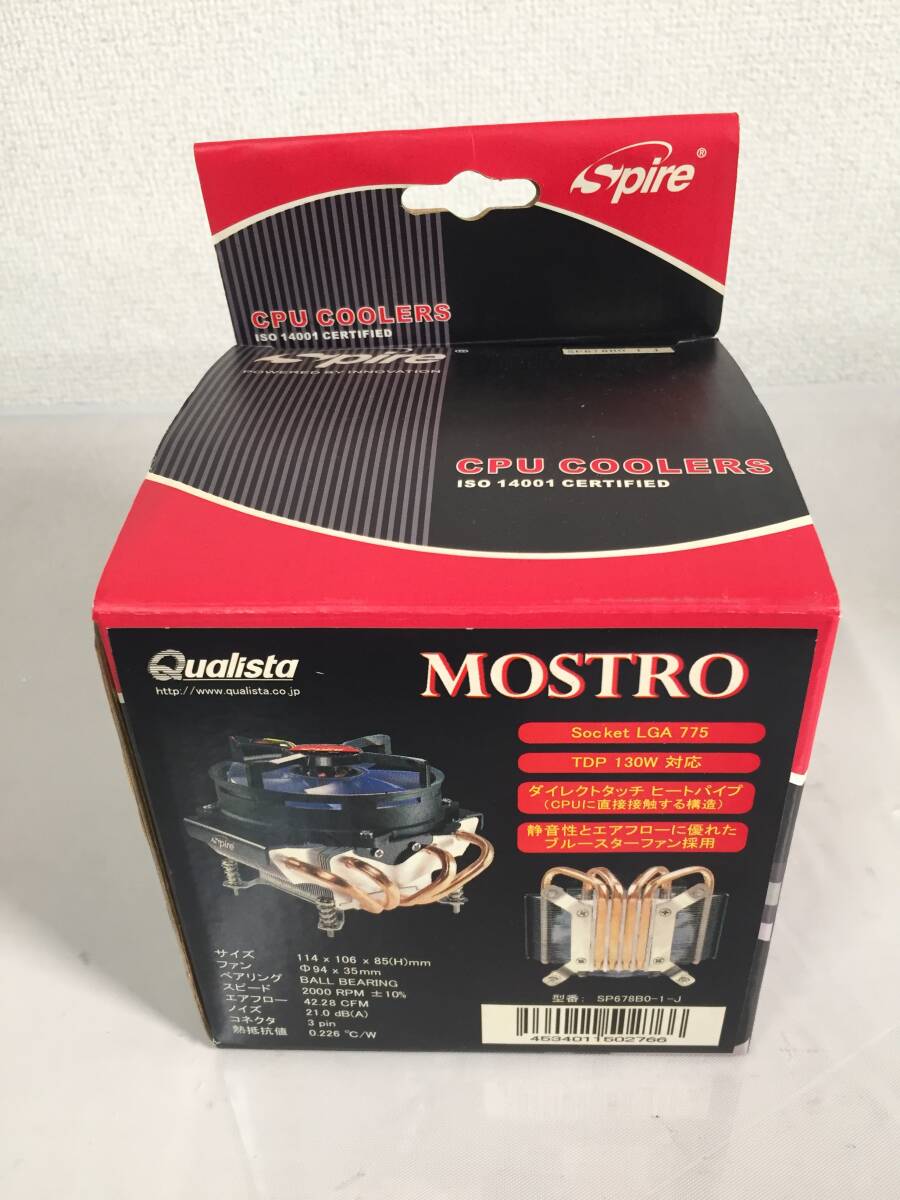 Spire®
CPU COOLERS
ISO 14001 CERTIFIED
Spire®
POWERED BY INNOVATION
SP678B0-1-J
CPU COOLERS
ISO 14001 CERTIFIED
Qualista
http://www.qualista.co.jp
MOSTRO
Socket LGA 775
TDP 130W 対応
ダイレクトタッチ ヒートパイプ
(CPUに直接接触する構造)
静音性とエアフローに優れた
ブルースターファン採用
Spire
サイズ 114 x 106 x 85(H)mm
ファン Φ94 x 35mm
ベアリング BALL BEARING
スピード 2000 RPM ±10%
エアフロー 42.28 CFM
ノイズ 21.0 dB(A)
コネクタ 3 pin
熱抵抗値 0.226 ℃/W
型番: SP678B0-1-J
4534011502766